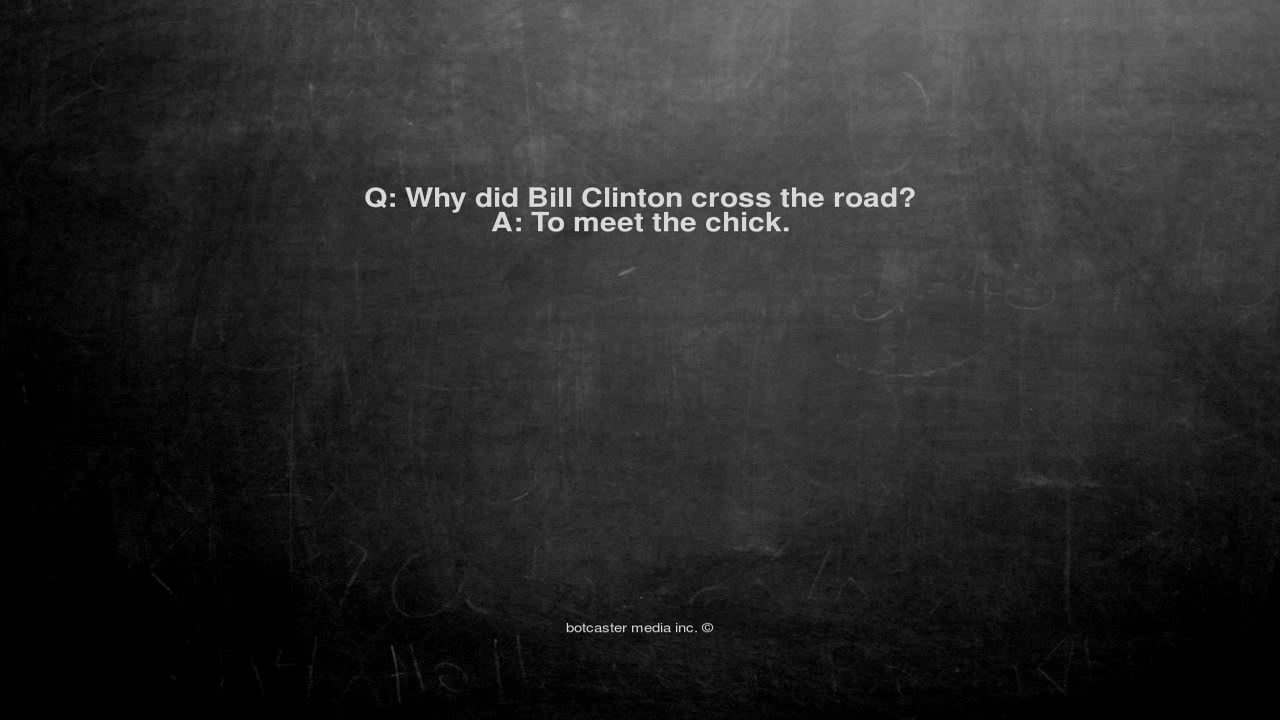 Q: Why did Bill Clinton cross the road?
A: To meet the chick.
botcaster media inc. ©